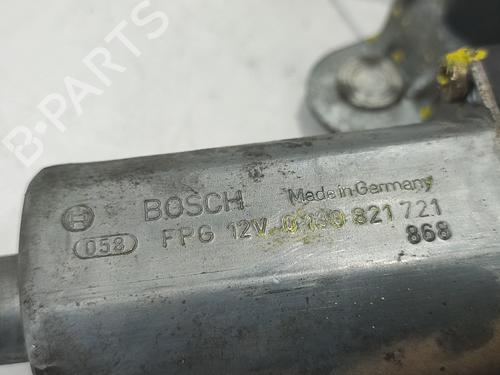 B-PARTS
BOSCH Made in Germany
058 FPG 12V 0 130 821 721
868